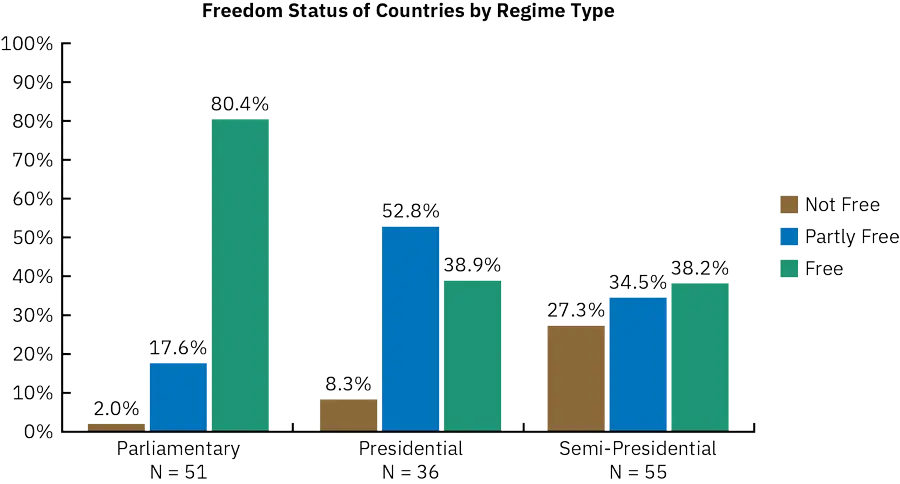 Freedom Status of Countries by Regime Type
100%
90%
80%
70%
60%
50%
40%
30%
20%
10%
0%
2.0%
17.6%
80.4%
8.3%
52.8%
38.9%
27.3%
34.5%
38.2%
Parliamentary
N = 51
Presidential
N = 36
Semi-Presidential
N = 55
Not Free
Partly Free
Free